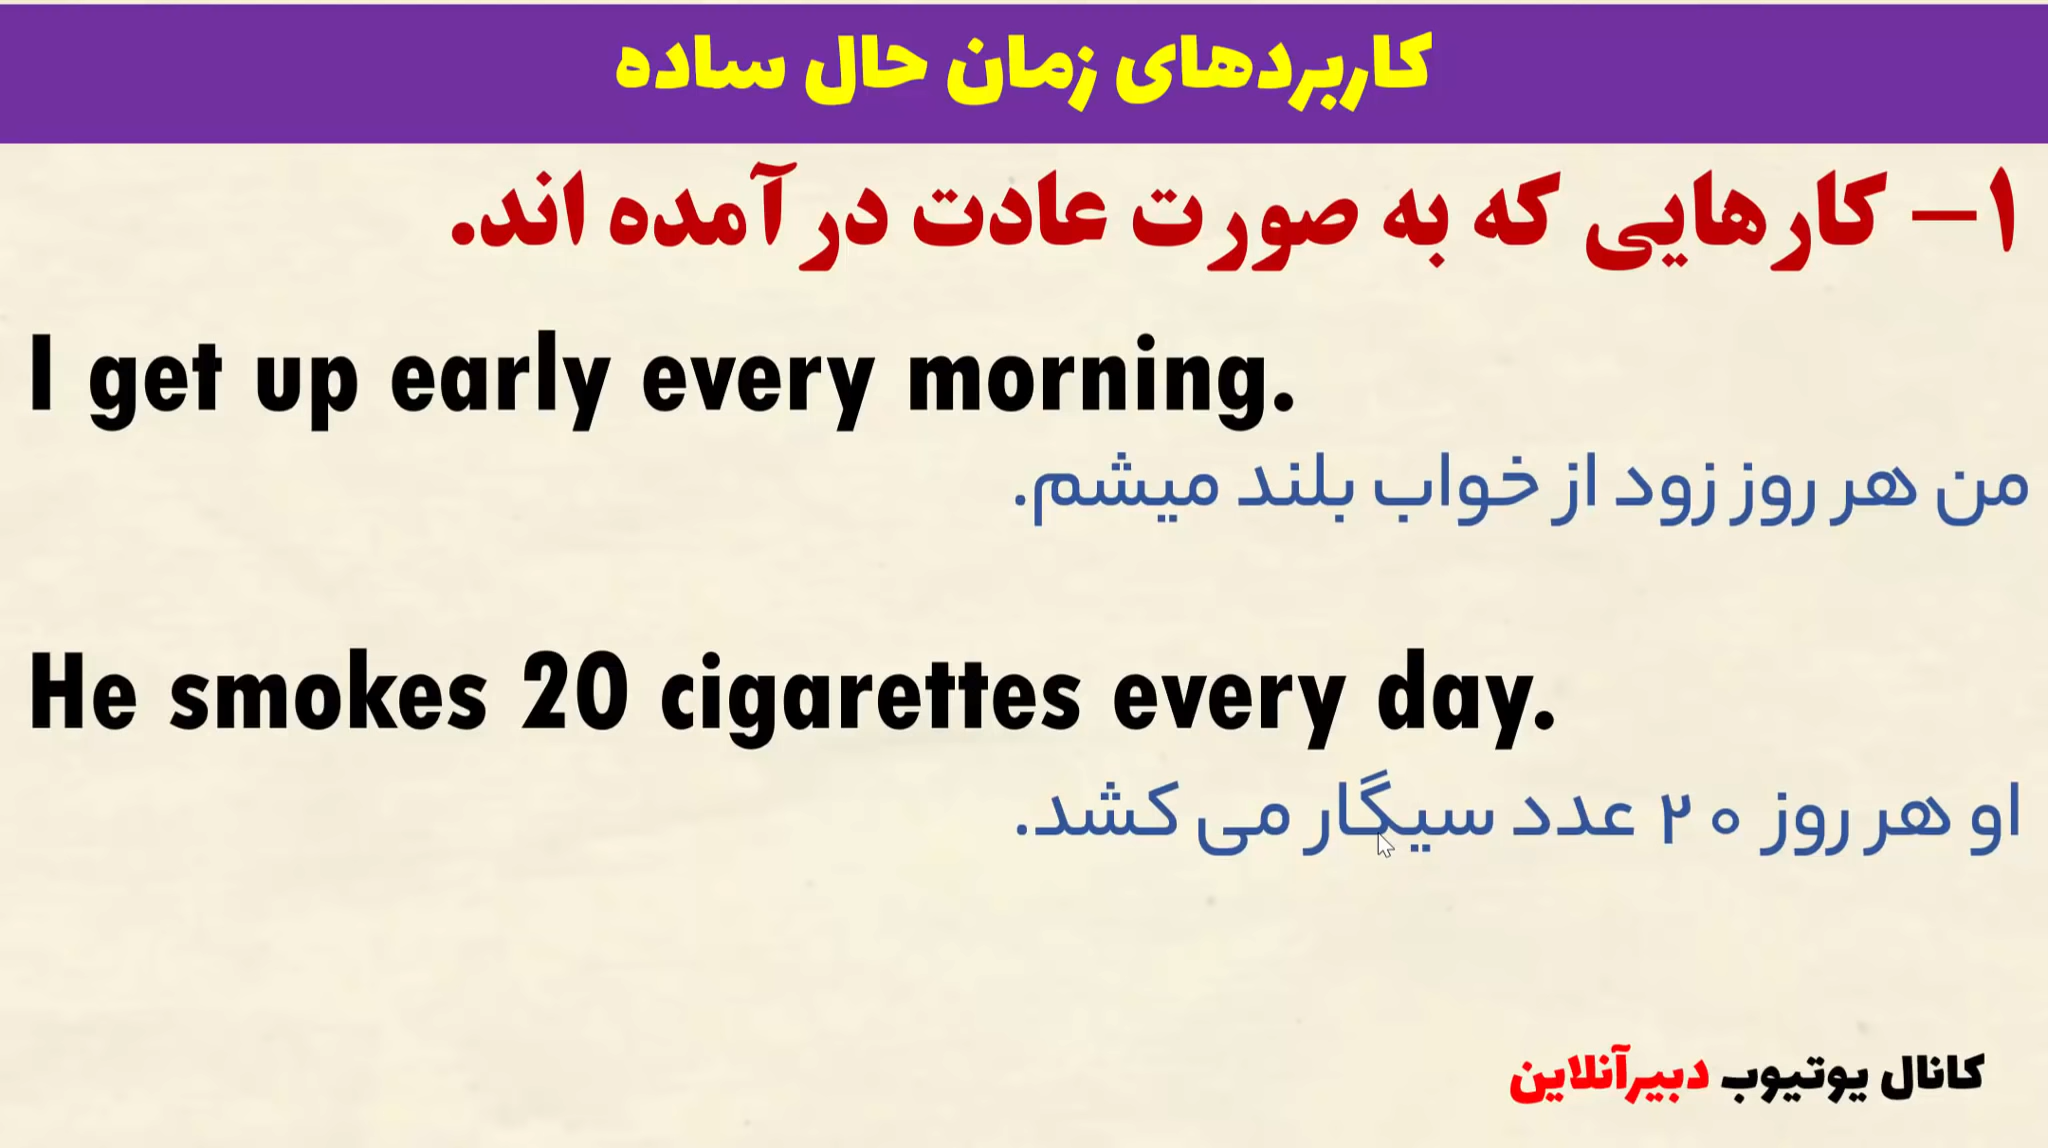 کاربردهای زمان حال ساده
۱- کارهایی که به صورت عادت در آمده اند.
I get up early every morning.
من هر روز زود از خواب بلند میشم.
He smokes 20 cigarettes every day.
او هر روز ۲۰ عدد سیگار می کشد.
کانال یوتیوب دبیرآنلاین